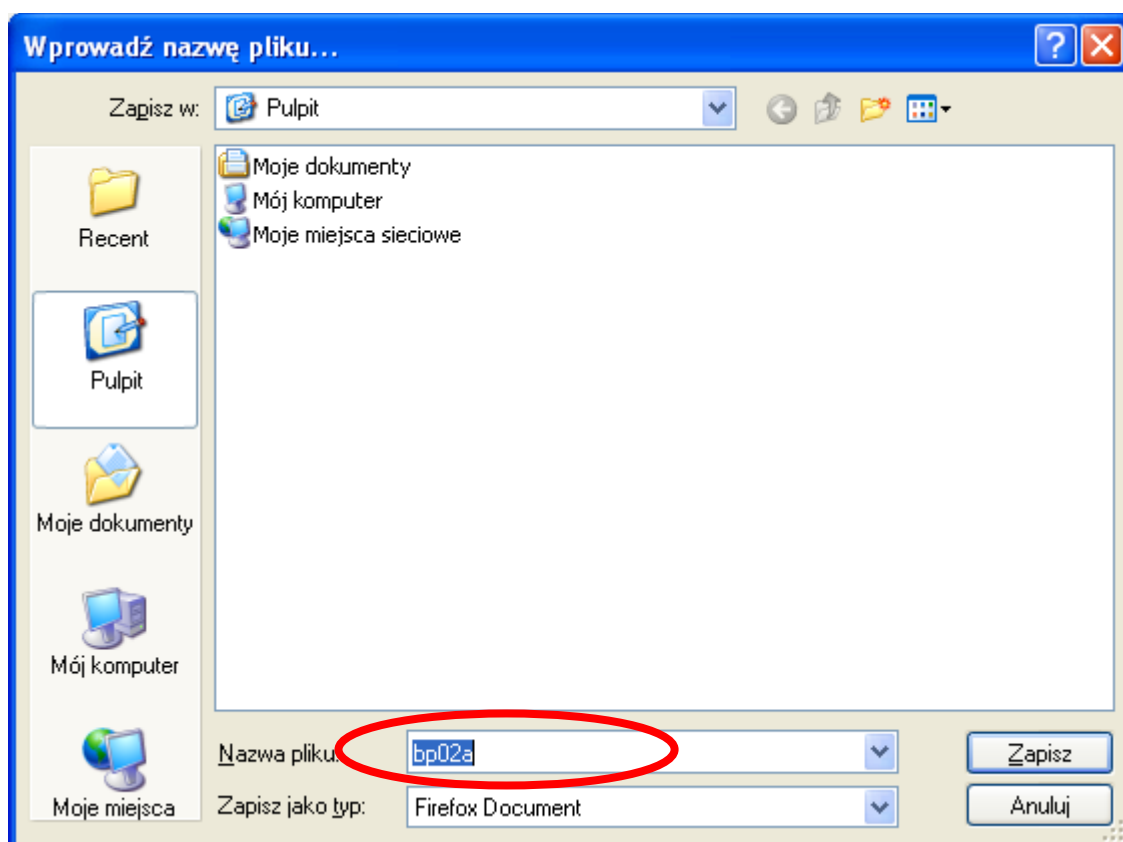 Wprowadź nazwę pliku...
Zapisz w: Pulpit
Moje dokumenty
Mój komputer
Moje miejsca sieciowe
Recent
Pulpit
Moje dokumenty
Mój komputer
Moje miejsca
Nazwa pliku: bp02a
Zapisz
Zapisz jako typ: Firefox Document
Anuluj